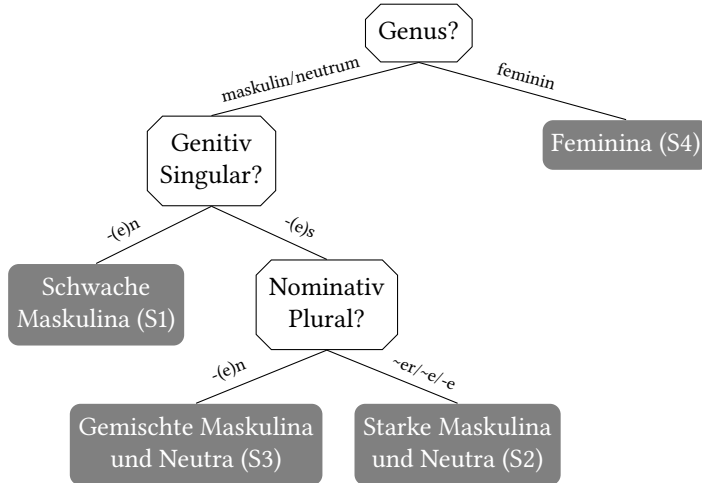 Genus?
maskulin/neutrum
feminin
Genitiv
Singular?
Feminina (S4)
-(e)n
-(e)s
Schwache
Maskulina (S1)
Nominativ
Plural?
-(e)n
~er/~e/-e
Gemischte Maskulina
und Neutra (S3)
Starke Maskulina
und Neutra (S2)